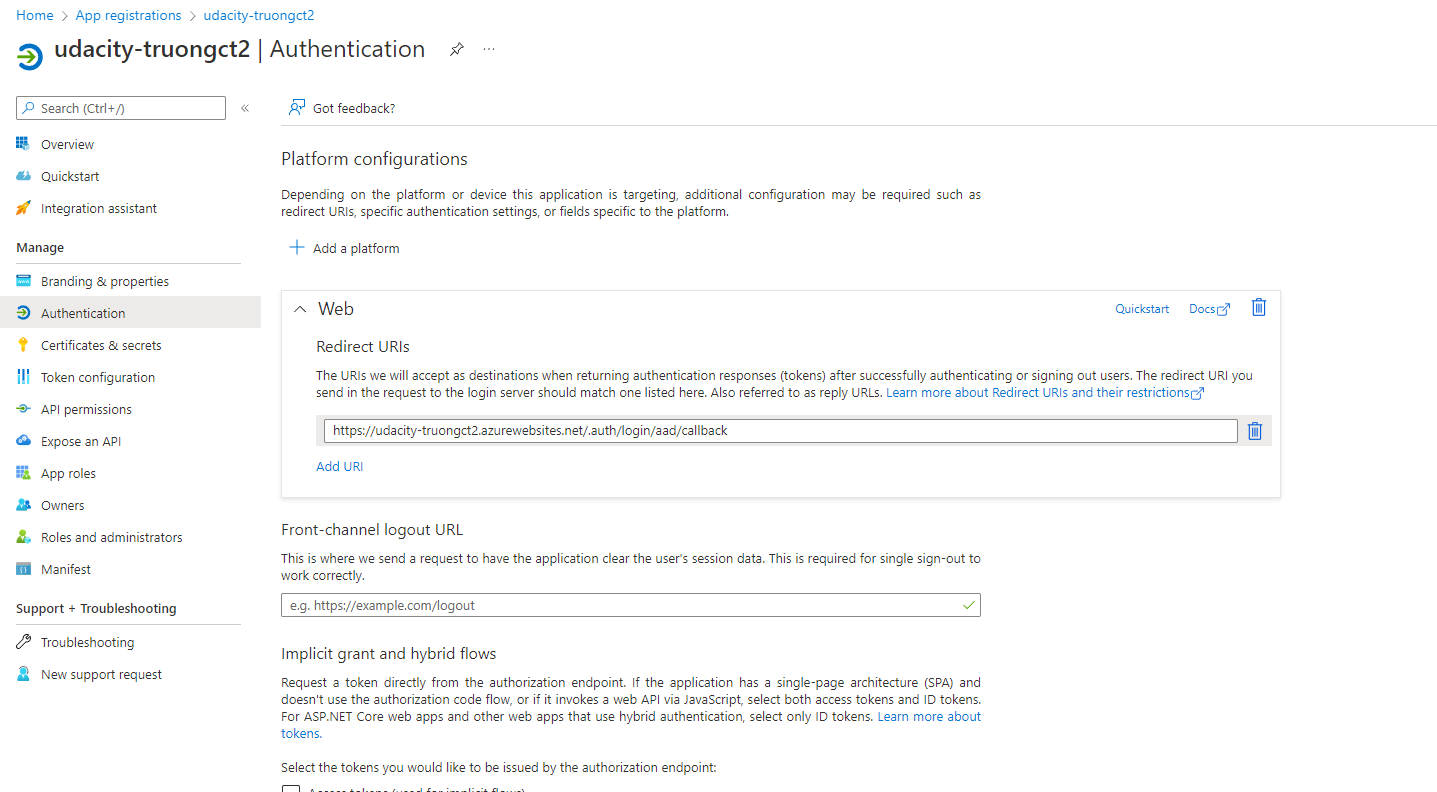 Home > App registrations > udacity-truongct2
udacity-truongct2 | Authentication
Search (Ctrl+/)
«
Overview
Quickstart
Integration assistant
Manage
Branding & properties
Authentication
Certificates & secrets
Token configuration
API permissions
Expose an API
App roles
Owners
Roles and administrators
Manifest
Support + Troubleshooting
Troubleshooting
New support request
Got feedback?
Platform configurations
Depending on the platform or device this application is targeting, additional configuration may be required such as
redirect URIs, specific authentication settings, or fields specific to the platform.
Add a platform
Web
Quickstart
Docs
Redirect URIs
The URIs we will accept as destinations when returning authentication responses (tokens) after successfully authenticating or signing out users. The redirect URI you
send in the request to the login server should match one listed here. Also referred to as reply URLs. Learn more about Redirect URIs and their restrictions
https://udacity-truongct2.azurewebsites.net/.auth/login/aad/callback
Add URI
Front-channel logout URL
This is where we send a request to have the application clear the user's session data. This is required for single sign-out to
work correctly.
e.g. https://example.com/logout
Implicit grant and hybrid flows
Request a token directly from the authorization endpoint. If the application has a single-page architecture (SPA) and
doesn't use the authorization code flow, or if it invokes a web API via JavaScript, select both access tokens and ID tokens.
For ASP.NET Core web apps and other web apps that use hybrid authentication, select only ID tokens. Learn more about
tokens.
Select the tokens you would like to be issued by the authorization endpoint:
Access tokens (used for implicit flows)